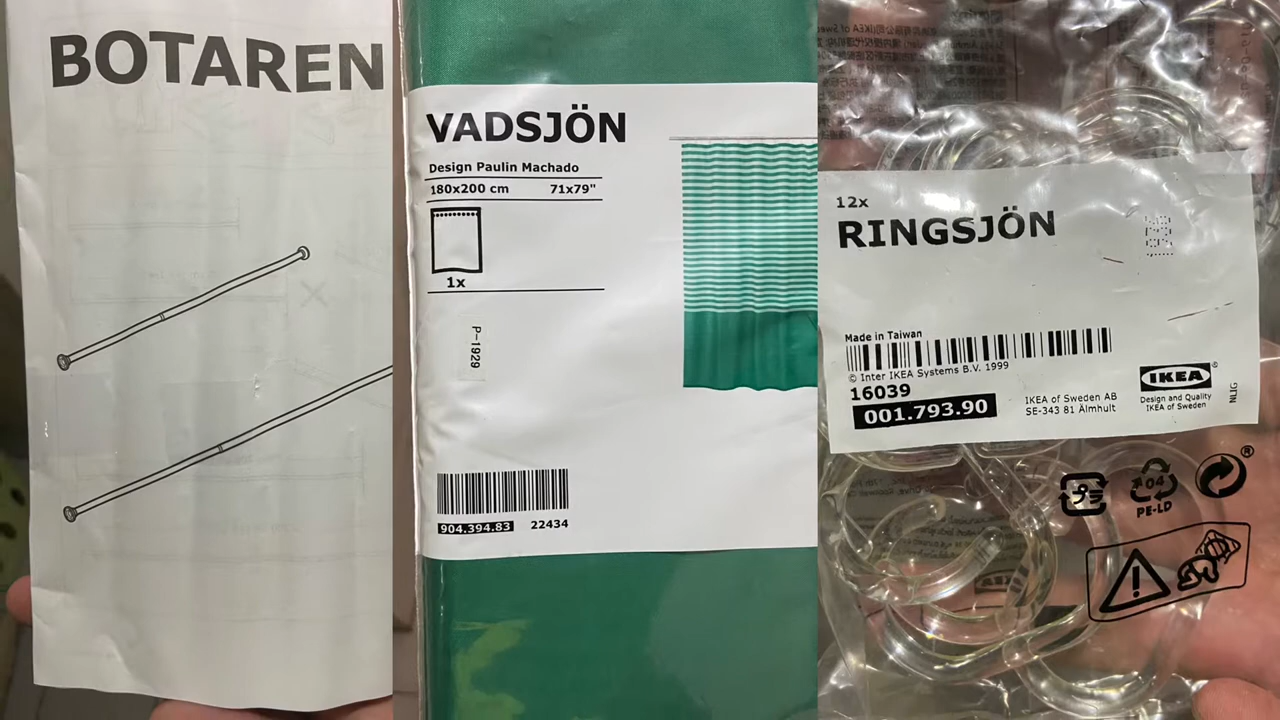 BOTAREN
VADSJÖN
Design Paulin Machado
180x200 cm 71x79"
1x
P-1929
904.394.83 22434
12x
RINGSJÖN
Made in Taiwan
© Inter IKEA Systems B.V. 1999
16039
001.793.90
IKEA of Sweden AB
SE-343 81 Älmhult
IKEA®
Design and Quality
IKEA of Sweden
NLIG
04
PE-LD
IKEA